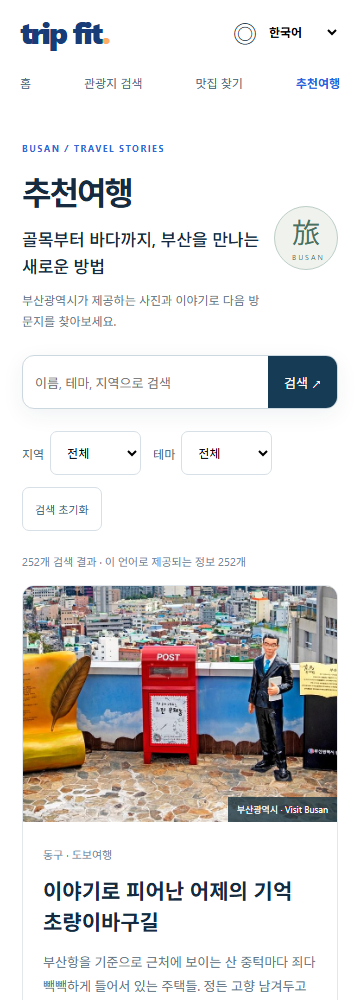 trip fit.
한국어
홈
관광지 검색
맛집 찾기
추천여행
BUSAN / TRAVEL STORIES
추천여행
골목부터 바다까지, 부산을 만나는
새로운 방법
旅
BUSAN
부산광역시가 제공하는 사진과 이야기로 다음 방
문지를 찾아보세요.
이름, 테마, 지역으로 검색
검색 ↗
지역
전체
테마
전체
검색 초기화
252개 검색 결과 · 이 언어로 제공되는 정보 252개
POST
부산광역시 · Visit Busan
동구 · 도보여행
이야기로 피어난 어제의 기억
초량이바구길
부산항을 기준으로 근처에 보이는 산 중턱마다 죄다
빽빽하게 들어서 있는 주택들. 정든 고향 남겨두고